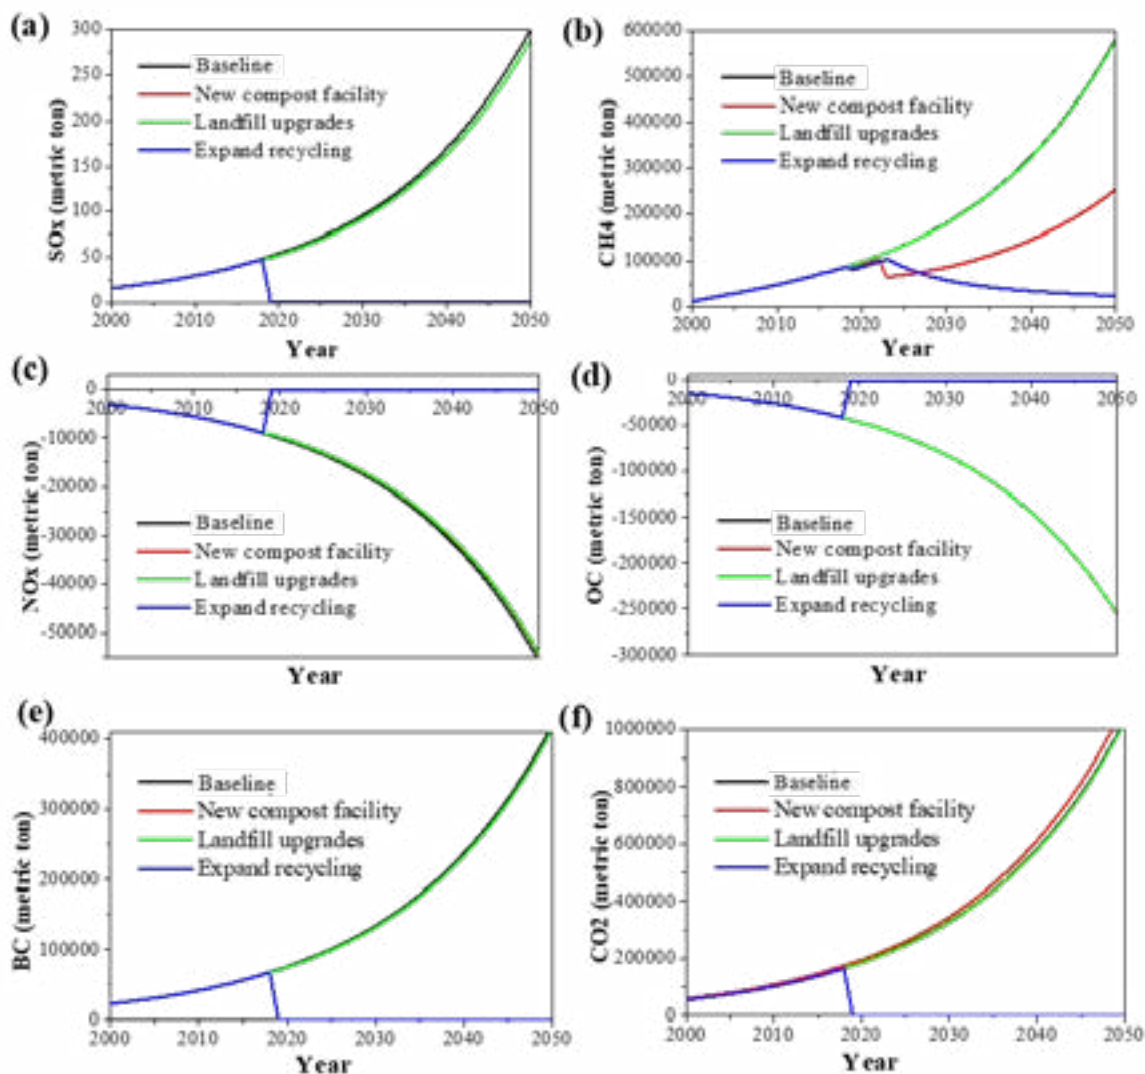 (a)
300
250
200
150
100
50
0
SOx (metric ton)
Baseline
New compost facility
Landfill upgrades
Expand recycling
2000 2010 2020 2030 2040 2050
Year
(b)
600000
500000
400000
300000
200000
100000
0
CH4 (metric ton)
Baseline
New compost facility
Landfill upgrades
Expand recycling
2000 2010 2020 2030 2040 2050
Year
(c)
0
-10000
-20000
-30000
-40000
-50000
NOx (metric ton)
2000 2010 2020 2030 2040 2050
Baseline
New compost facility
Landfill upgrades
Expand recycling
Year
(d)
0
-50000
-100000
-150000
-200000
-250000
-300000
OC (metric ton)
2000 2010 2020 2030 2040 2050
Baseline
New compost facility
Landfill upgrades
Expand recycling
Year
(e)
400000
300000
200000
100000
0
BC (metric ton)
Baseline
New compost facility
Landfill upgrades
Expand recycling
2000 2010 2020 2030 2040 2050
Year
(f)
1000000
800000
600000
400000
200000
0
CO2 (metric ton)
Baseline
New compost facility
Landfill upgrades
Expand recycling
2000 2010 2020 2030 2040 2050
Year